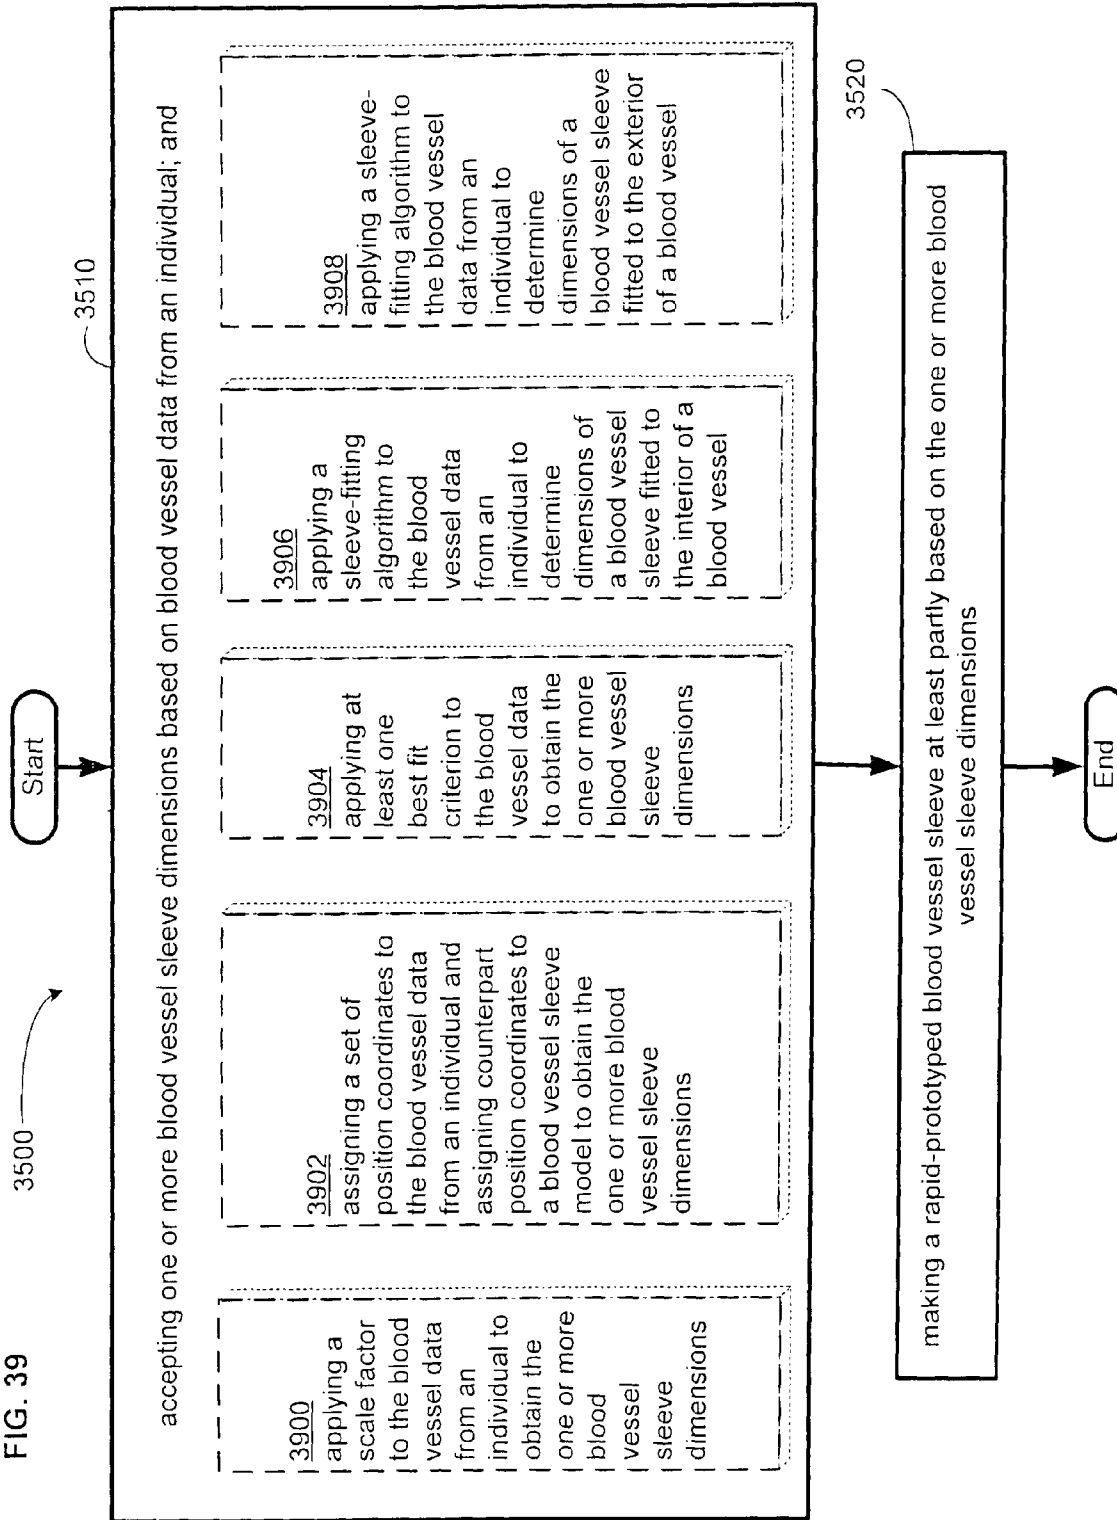 FIG. 39
3500
Start
3510
accepting one or more blood vessel sleeve dimensions based on blood vessel data from an individual; and
3900
applying a
scale factor
to the blood
vessel data
from an
individual to
obtain the
one or more
blood
vessel
sleeve
dimensions
3902
assigning a set of
position coordinates to
the blood vessel data
from an individual and
assigning counterpart
position coordinates to
a blood vessel sleeve
model to obtain the
one or more blood
vessel sleeve
dimensions
3904
applying at
least one
best fit
criterion to
the blood
vessel data
to obtain the
one or more
blood vessel
sleeve
dimensions
3906
applying a
sleeve-fitting
algorithm to
the blood
vessel data
from an
individual to
determine
dimensions of
a blood vessel
sleeve fitted to
the interior of a
blood vessel
3908
applying a sleeve-
fitting algorithm to
the blood vessel
data from an
individual to
determine
dimensions of a
blood vessel sleeve
fitted to the exterior
of a blood vessel
3520
making a rapid-prototyped blood vessel sleeve at least partly based on the one or more blood
vessel sleeve dimensions
End